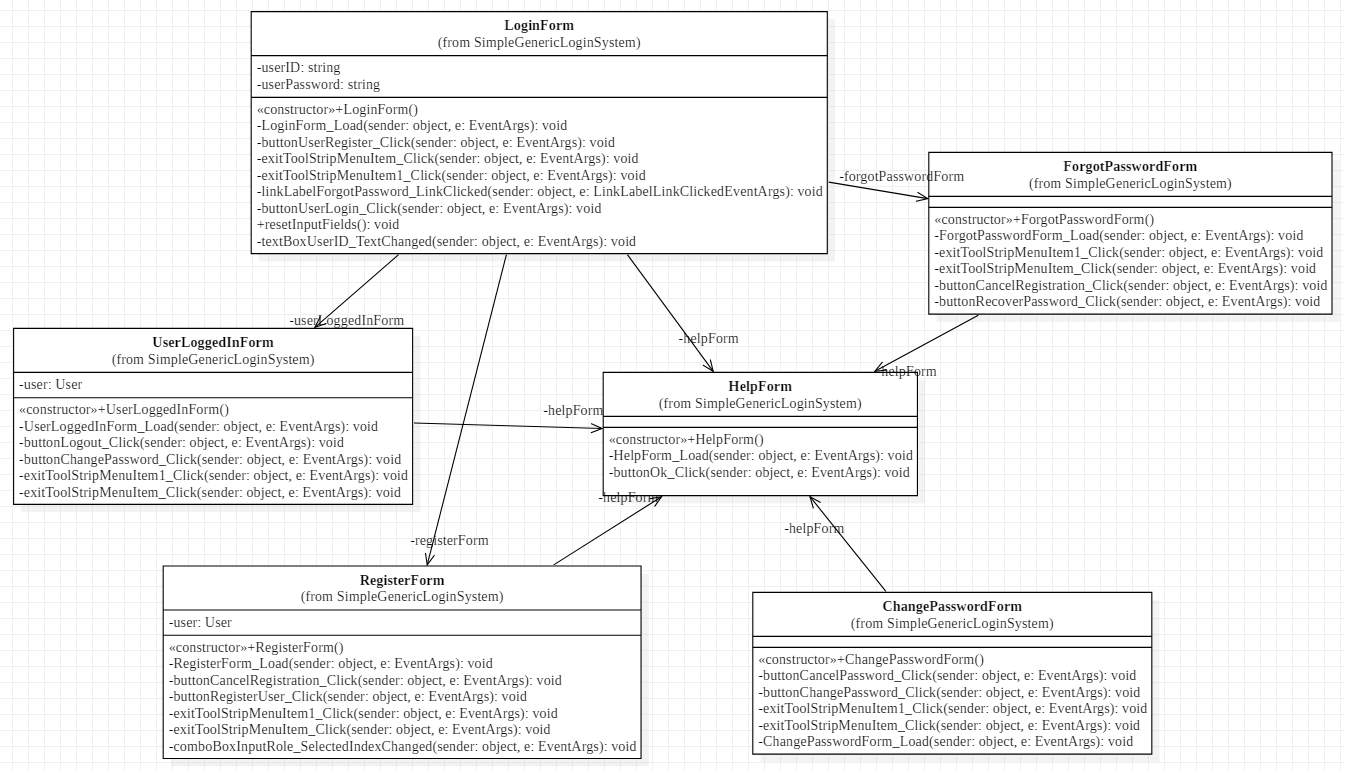 LoginForm
(from SimpleGenericLoginSystem)
-userID: string
-userPassword: string
«constructor»+LoginForm()
-LoginForm_Load(sender: object, e: EventArgs): void
-buttonUserRegister_Click(sender: object, e: EventArgs): void
-exitToolStripMenuItem_Click(sender: object, e: EventArgs): void
-exitToolStripMenuItem1_Click(sender: object, e: EventArgs): void
-linkLabelForgotPassword_LinkClicked(sender: object, e: LinkLabelLinkClickedEventArgs): void
-buttonUserLogin_Click(sender: object, e: EventArgs): void
+resetInputFields(): void
-textBoxUserID_TextChanged(sender: object, e: EventArgs): void
-forgotPasswordForm
ForgotPasswordForm
(from SimpleGenericLoginSystem)
«constructor»+ForgotPasswordForm()
-ForgotPasswordForm_Load(sender: object, e: EventArgs): void
-exitToolStripMenuItem1_Click(sender: object, e: EventArgs): void
-exitToolStripMenuItem_Click(sender: object, e: EventArgs): void
-buttonCancelRegistration_Click(sender: object, e: EventArgs): void
-buttonRecoverPassword_Click(sender: object, e: EventArgs): void
-userLoggedInForm
-helpForm
-helpForm
UserLoggedInForm
(from SimpleGenericLoginSystem)
-user: User
«constructor»+UserLoggedInForm()
-UserLoggedInForm_Load(sender: object, e: EventArgs): void
-buttonLogout_Click(sender: object, e: EventArgs): void
-buttonChangePassword_Click(sender: object, e: EventArgs): void
-exitToolStripMenuItem1_Click(sender: object, e: EventArgs): void
-exitToolStripMenuItem_Click(sender: object, e: EventArgs): void
-helpForm
HelpForm
(from SimpleGenericLoginSystem)
«constructor»+HelpForm()
-HelpForm_Load(sender: object, e: EventArgs): void
-buttonOk_Click(sender: object, e: EventArgs): void
-helpForm
-helpForm
-registerForm
RegisterForm
(from SimpleGenericLoginSystem)
-user: User
«constructor»+RegisterForm()
-RegisterForm_Load(sender: object, e: EventArgs): void
-buttonCancelRegistration_Click(sender: object, e: EventArgs): void
-buttonRegisterUser_Click(sender: object, e: EventArgs): void
-exitToolStripMenuItem1_Click(sender: object, e: EventArgs): void
-exitToolStripMenuItem_Click(sender: object, e: EventArgs): void
-comboBoxInputRole_SelectedIndexChanged(sender: object, e: EventArgs): void
ChangePasswordForm
(from SimpleGenericLoginSystem)
«constructor»+ChangePasswordForm()
-buttonCancelPassword_Click(sender: object, e: EventArgs): void
-buttonChangePassword_Click(sender: object, e: EventArgs): void
-exitToolStripMenuItem1_Click(sender: object, e: EventArgs): void
-exitToolStripMenuItem_Click(sender: object, e: EventArgs): void
-ChangePasswordForm_Load(sender: object, e: EventArgs): void